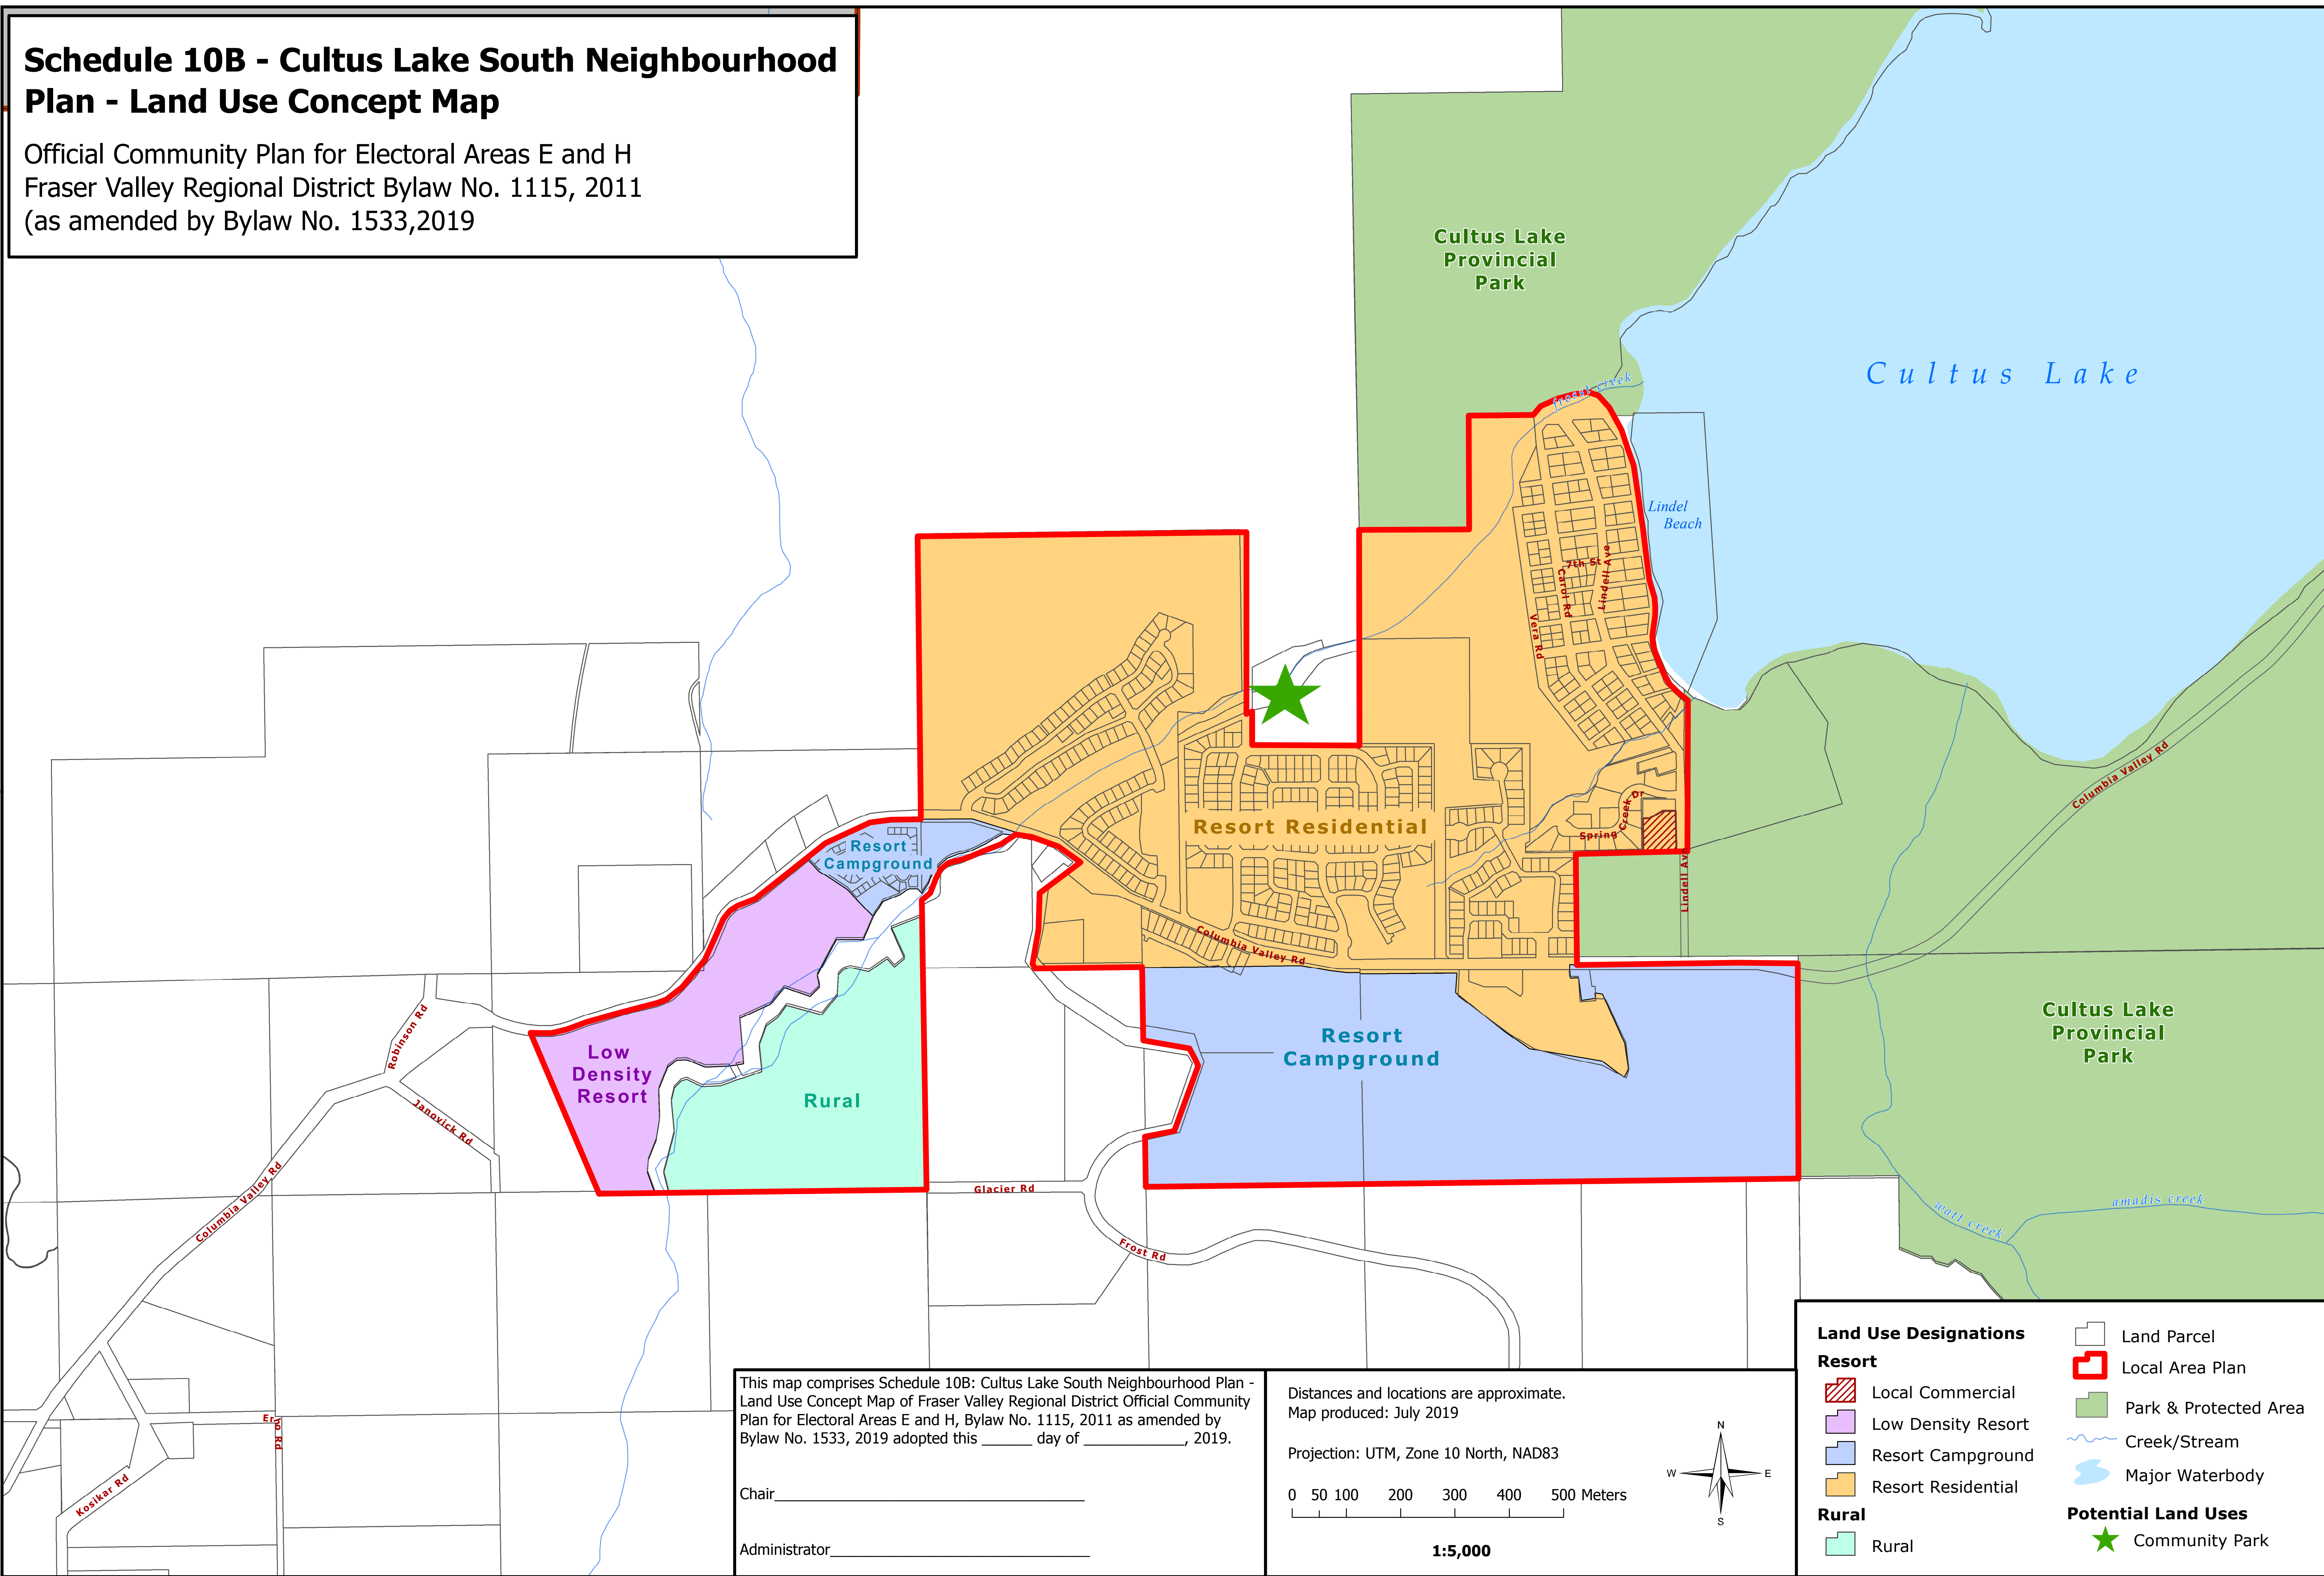 Schedule 10B - Cultus Lake South Neighbourhood
Plan - Land Use Concept Map
Official Community Plan for Electoral Areas E and H
Fraser Valley Regional District Bylaw No. 1115, 2011
(as amended by Bylaw No. 1533,2019
Cultus Lake
Provincial
Park
Cultus Lake
frosst creek
Lindel
Beach
7th St
Lindell Ave
Carol Rd
Vera Rd
Columbia Valley Rd
Spring Creek Dr
Resort Residential
Resort
Campground
Lindell Ave
Columbia Valley Rd
Robinson Rd
Low
Density
Resort
Rural
Resort
Campground
Cultus Lake
Provincial
Park
Janovick Rd
Columbia Valley Rd
Glacier Rd
Frost Rd
watt creek
amadis creek
Erho Rd
Kosikar Rd
This map comprises Schedule 10B: Cultus Lake South Neighbourhood Plan -
Land Use Concept Map of Fraser Valley Regional District Official Community
Plan for Electoral Areas E and H, Bylaw No. 1115, 2011 as amended by
Bylaw No. 1533, 2019 adopted this ______ day of ____________, 2019.
Chair
Administrator
Distances and locations are approximate.
Map produced: July 2019
Projection: UTM, Zone 10 North, NAD83
0 50 100 200 300 400 500 Meters
1:5,000
N
W E
S
Land Use Designations
Resort
Local Commercial
Low Density Resort
Resort Campground
Resort Residential
Rural
Rural
Land Parcel
Local Area Plan
Park & Protected Area
Creek/Stream
Major Waterbody
Potential Land Uses
Community Park